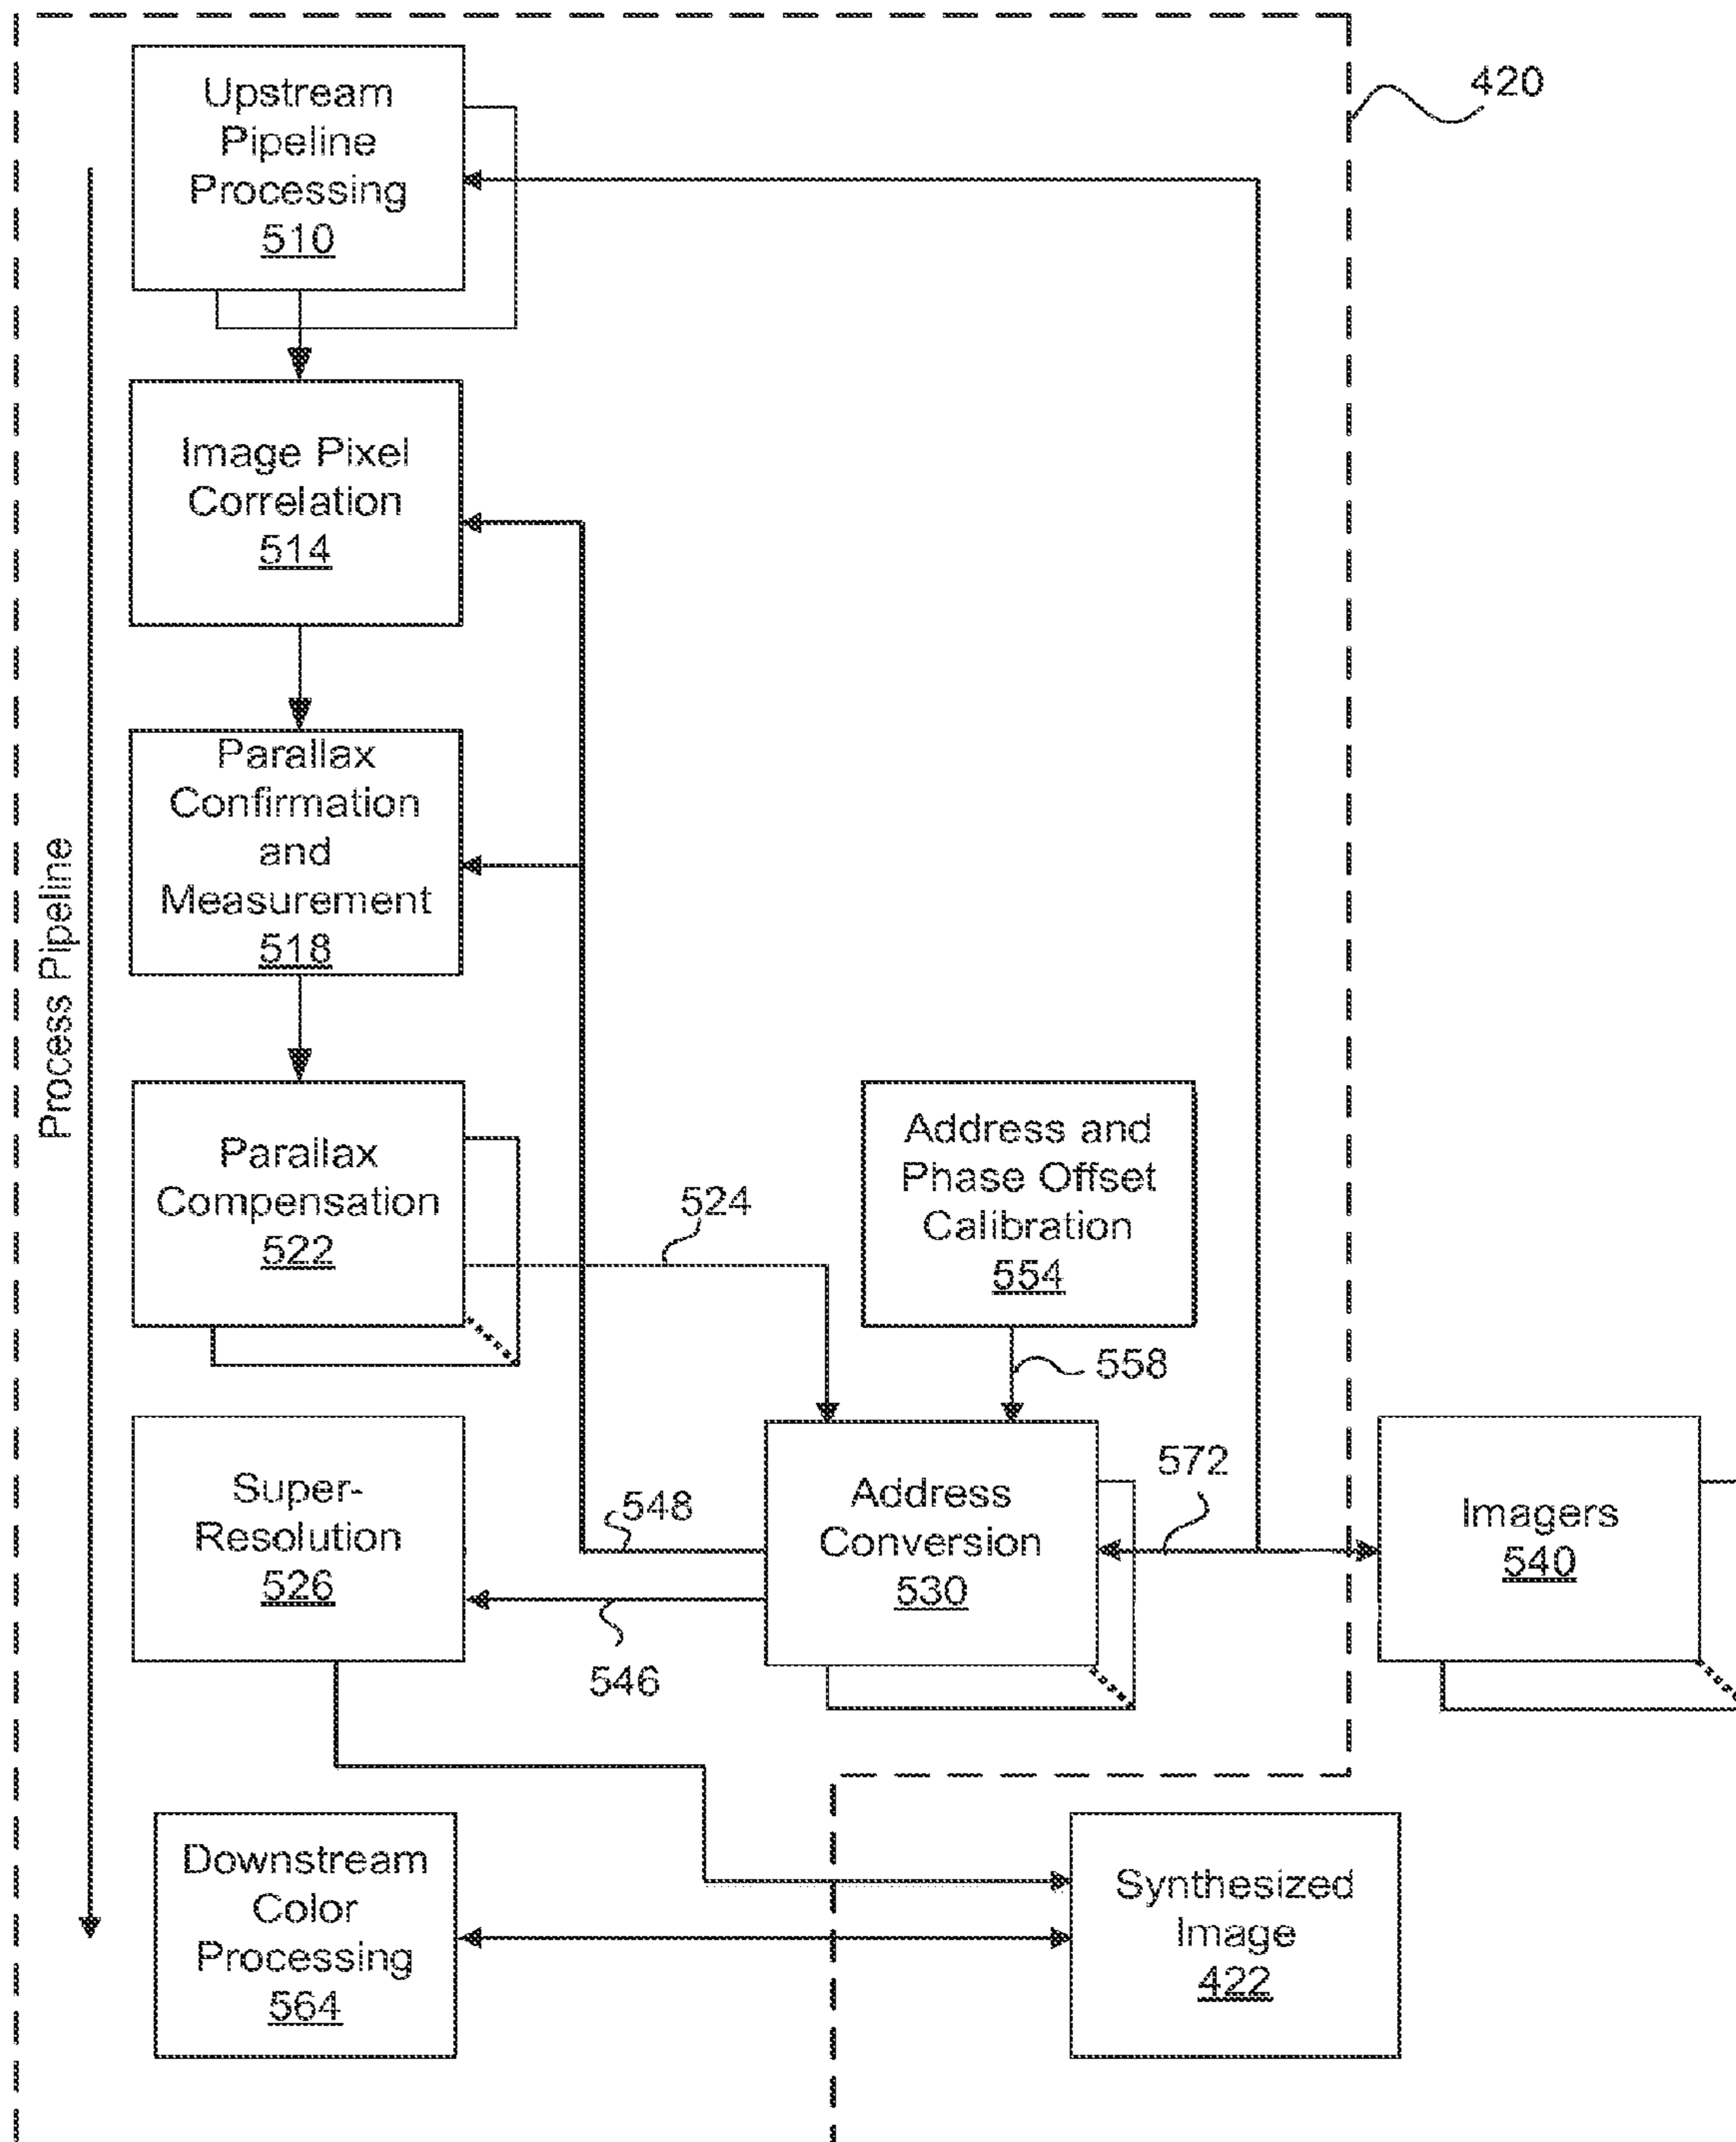 420
Upstream
Pipeline
Processing
510
Image Pixel
Correlation
514
Parallax
Confirmation
and
Measurement
518
Process Pipeline
Parallax
Compensation
522
524
Address and
Phase Offset
Calibration
554
558
Super-
Resolution
526
548
546
Address
Conversion
530
572
Imagers
540
Downstream
Color
Processing
564
Synthesized
Image
422